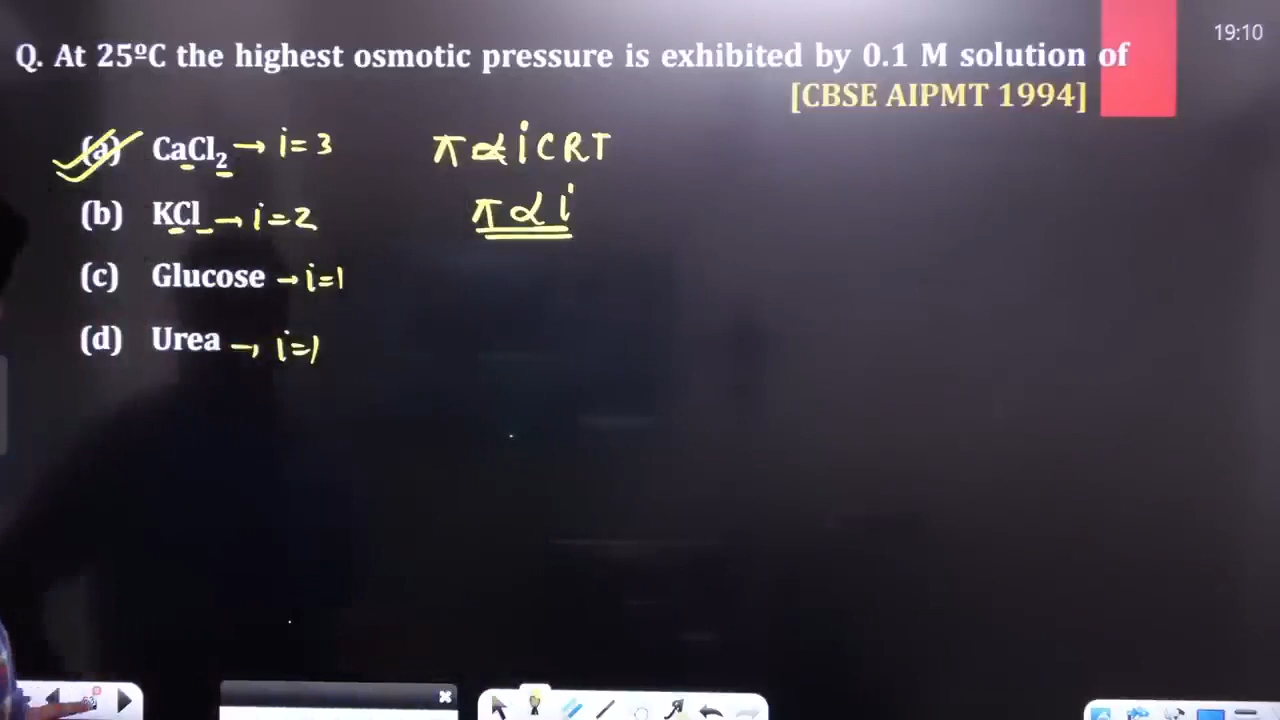 19:10
Q. At 25ºC the highest osmotic pressure is exhibited by 0.1 M solution of
[CBSE AIPMT 1994]
(a) CaCl₂ → i = 3
π ∝ i C R T
(b) KCl → i = 2
π ∝ i
(c) Glucose → i = 1
(d) Urea → i = 1